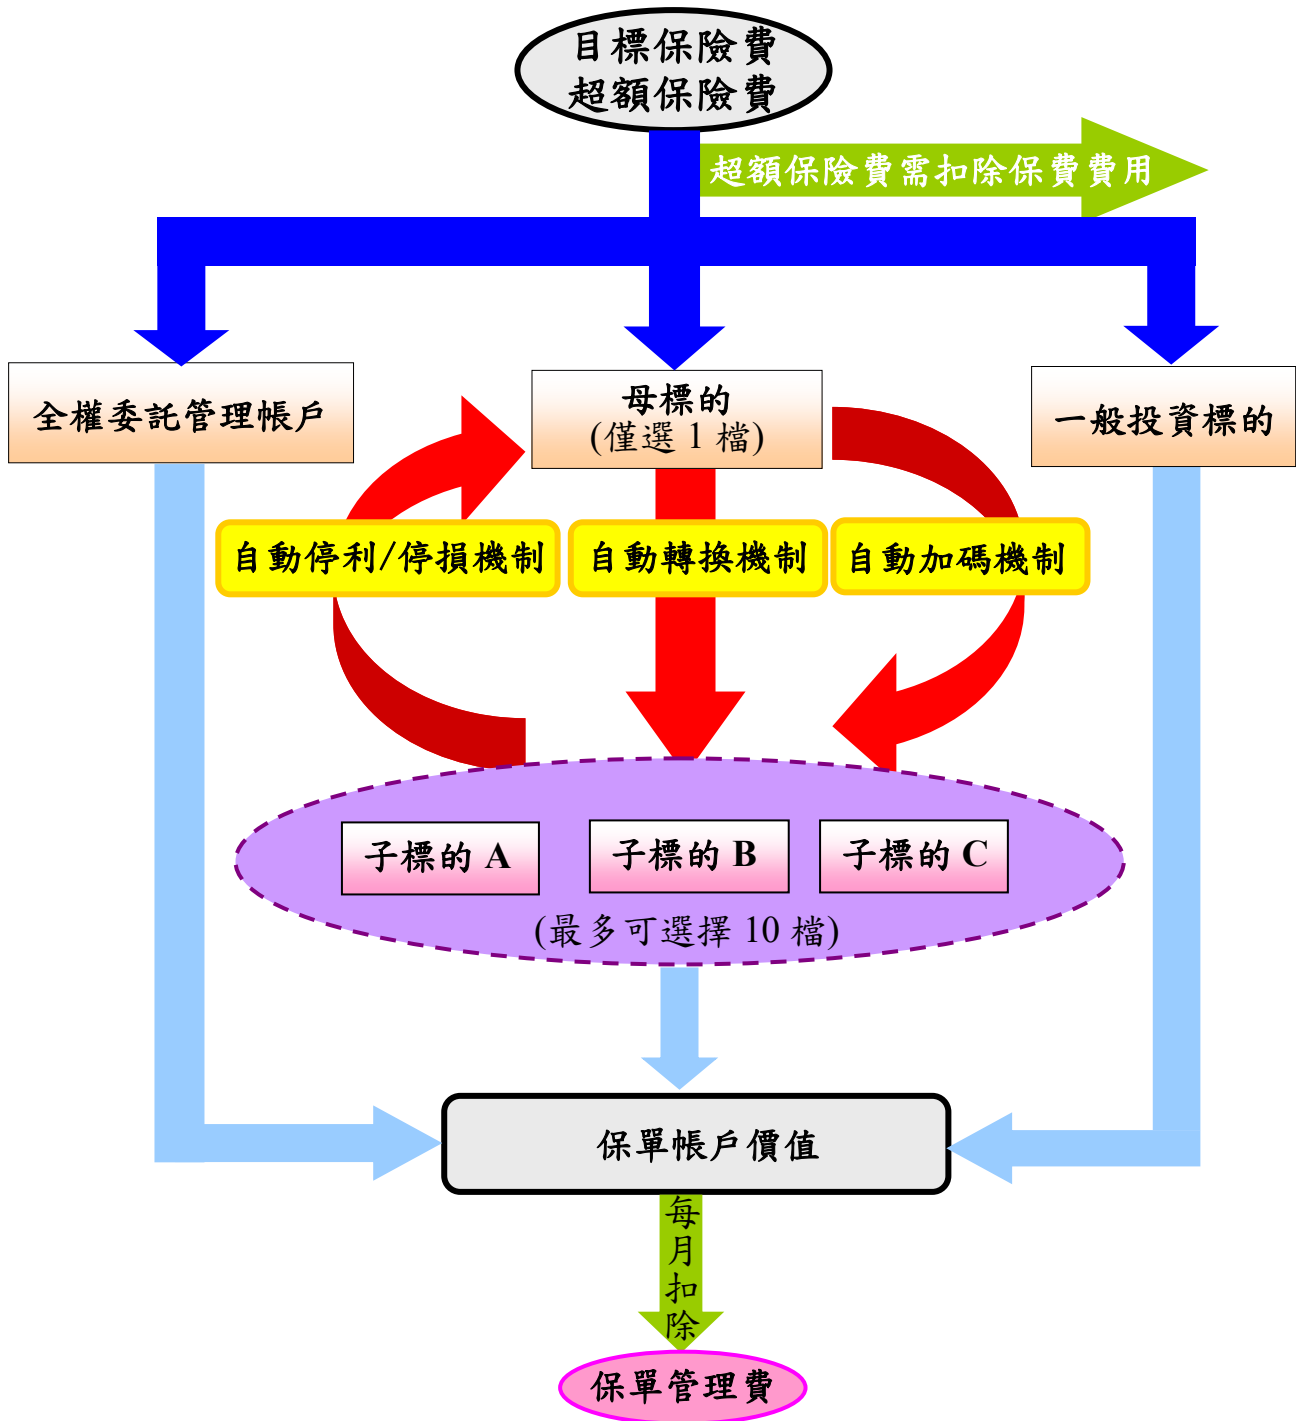 目標保險費
超額保險費
超額保險費需扣除保費費用
全權委託管理帳戶
母標的
(僅選 1 檔)
一般投資標的
自動停利/停損機制
自動轉換機制
自動加碼機制
子標的 A
子標的 B
子標的 C
(最多可選擇 10 檔)
保單帳戶價值
每月扣除
保單管理費